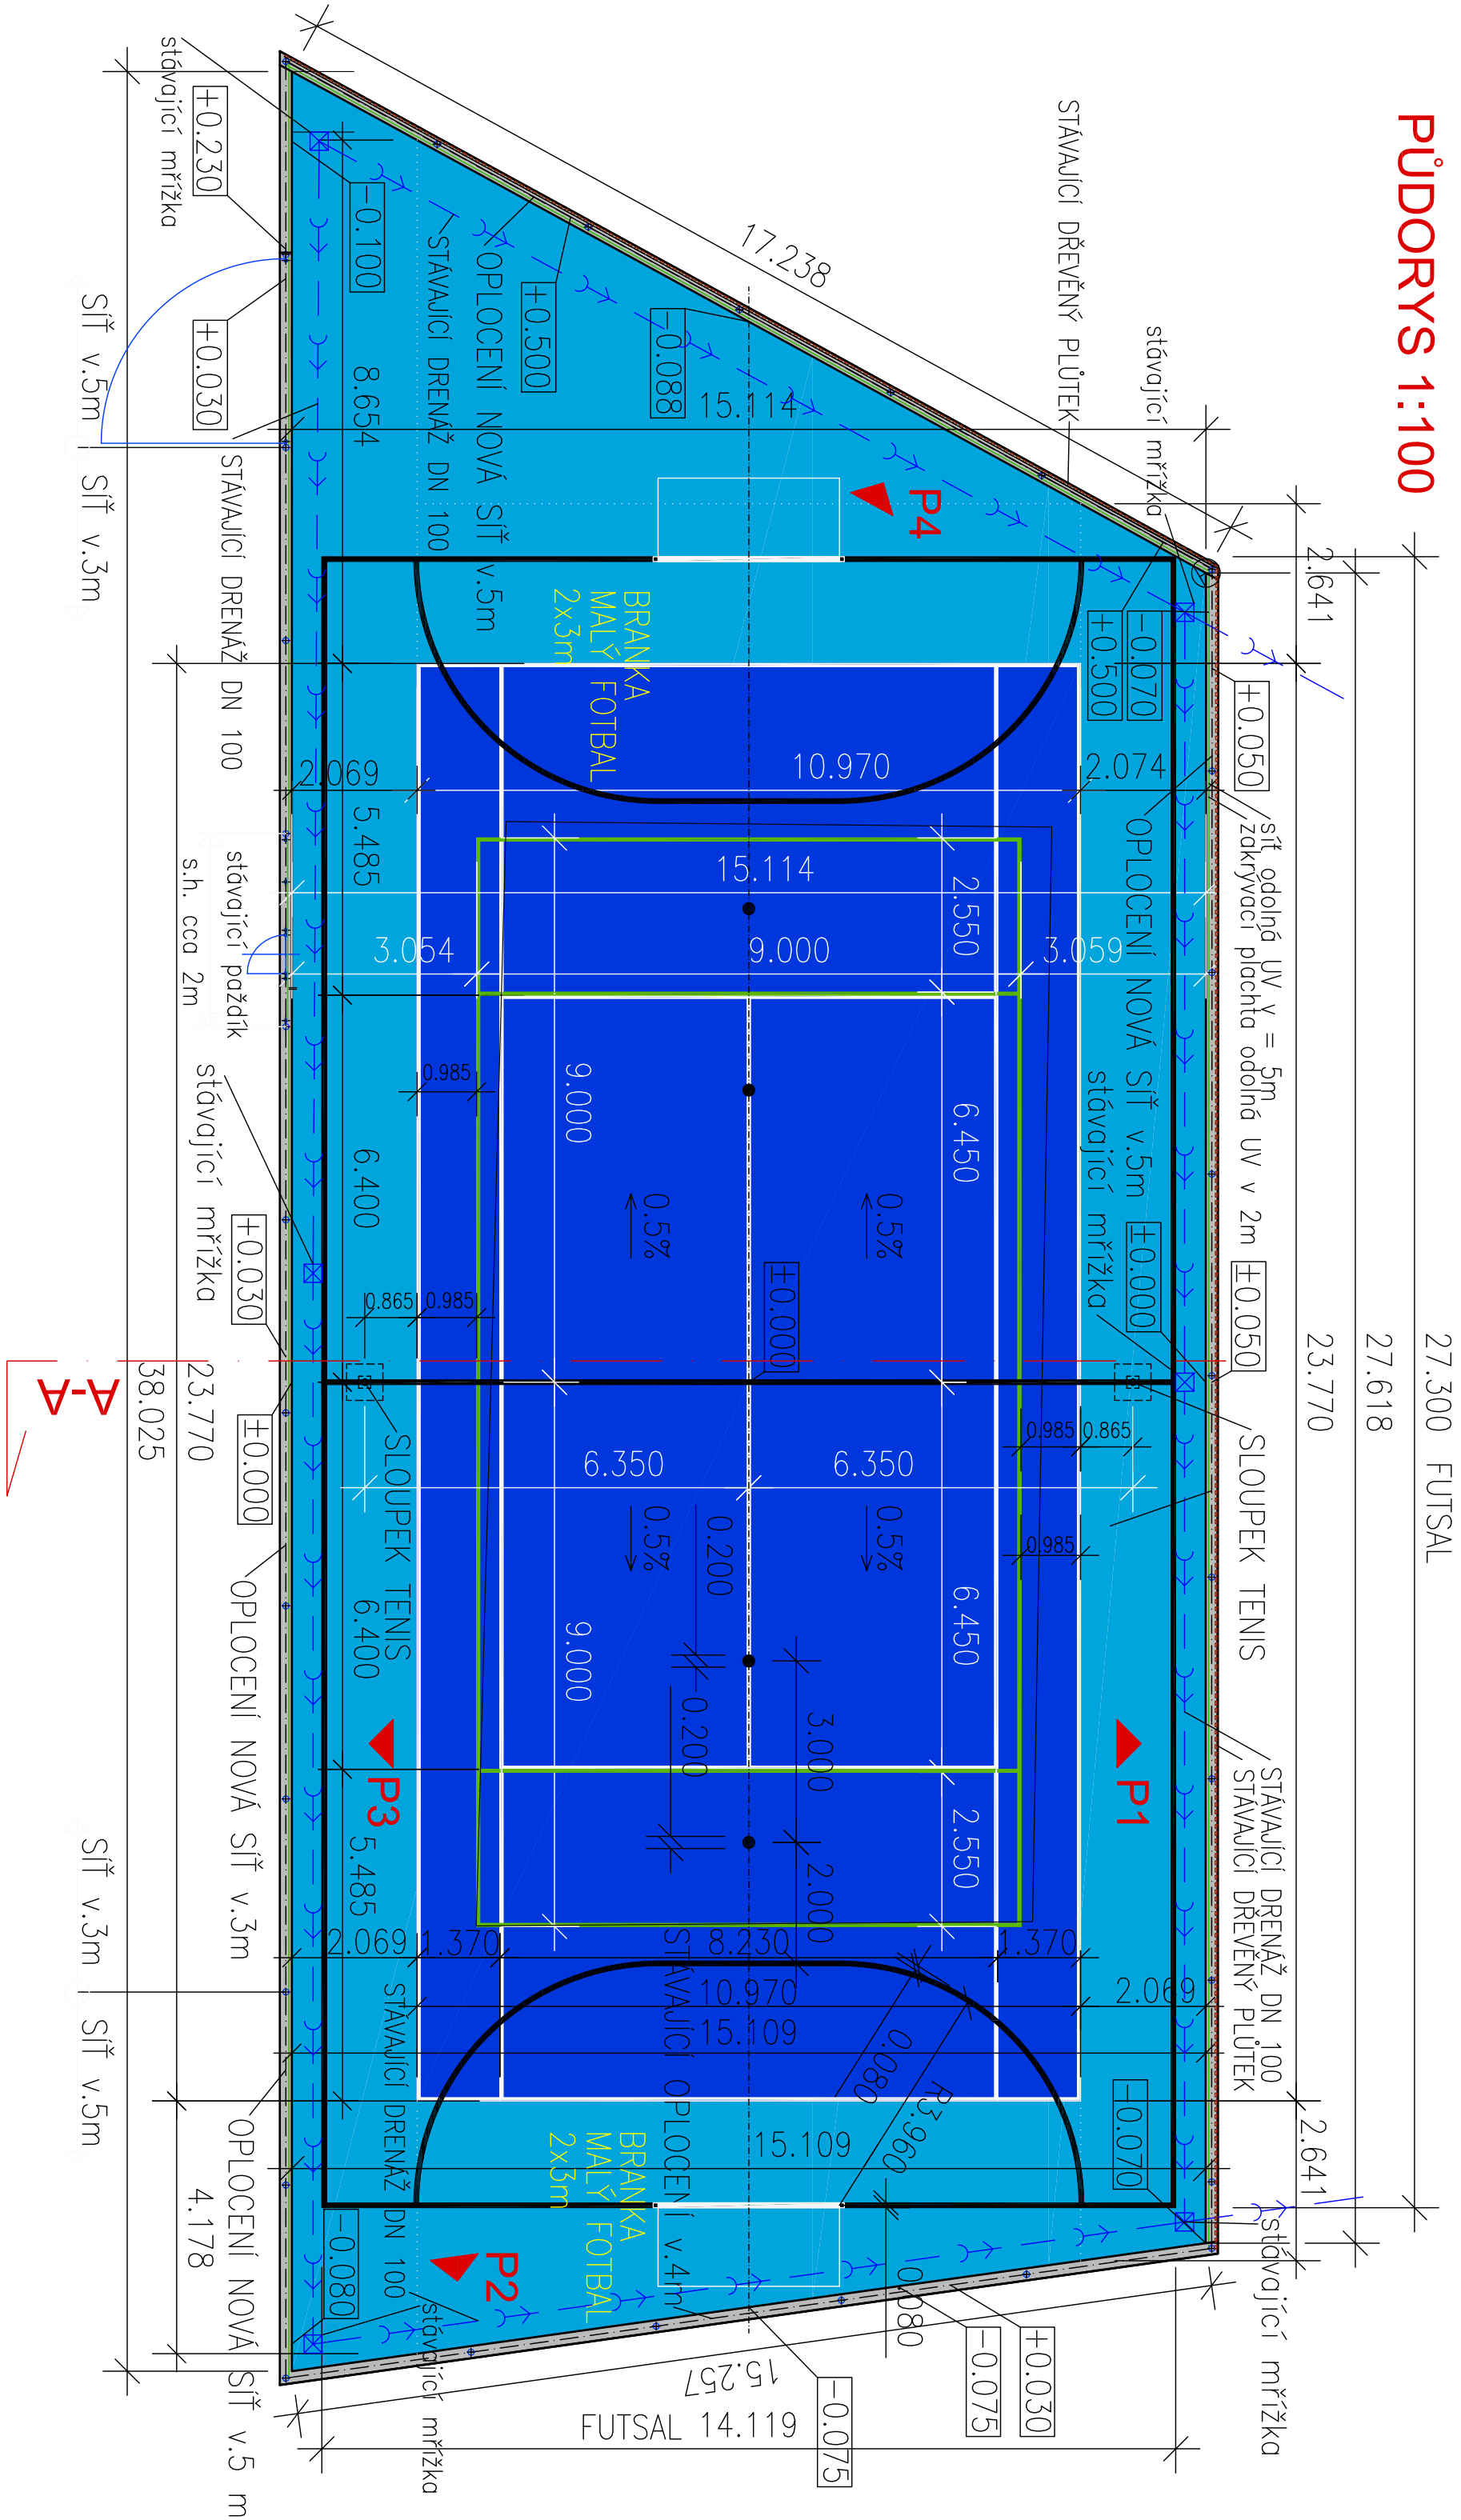 PŮDORYS 1:100
27.300 FUTSAL
27.618
23.770
2.641
2.641
STÁVAJÍCÍ DŘEVĚNÝ PLŮTEK
stávající mřížka
17.238
+0.050
síť odolná UV v = 5m
zakrývací plachta odolná UV v 2m
±0.050
SLOUPEK TENIS
STÁVAJÍCÍ DRENÁŽ DN 100
STÁVAJÍCÍ DŘEVĚNÝ PLŮTEK
stávající mřížka
-0.070
+0.500
2.074
OPLOCENÍ NOVÁ SÍŤ v.5m
stávající mřížka
±0.000
0.985
0.865
0.985
P1
2.069
-0.070
P4
15.114
-0.088
+0.500
OPLOCENÍ NOVÁ SÍŤ v.5m
STÁVAJÍCÍ DRENÁŽ DN 100
-0.100
8.654
BRANKA
MALÝ FOTBAL
2x3m
10.970
15.114
2.550
3.054
9.000
3.059
6.450
9.000
0.985
0.5%
0.5%
±0.000
0.865
0.985
6.350
6.350
0.5%
0.5%
0.200
0.200
3.000
2.000
6.450
9.000
2.550
2.069
5.485
6.400
SLOUPEK TENIS
6.400
P3
5.485
2.069
1.370
8.230
1.370
10.970
15.109
15.109
0.080
R3.960
STÁVAJÍCÍ OPLOCENÍ v.4m
BRANKA
MALÝ FOTBAL
2x3m
STÁVAJÍCÍ DRENÁŽ DN 100
P2
-0.080
stávající mřížka
0.080
+0.030
-0.075
-0.075
15.257
FUTSAL 14.119
stávající mřížka
+0.230
+0.030
STÁVAJÍCÍ DRENÁŽ DN 100
stávající paždík
s.h. cca 2m
stávající mřížka
+0.030
±0.000
OPLOCENÍ NOVÁ SÍŤ v.3m
OPLOCENÍ NOVÁ SÍŤ v.5 m
23.770
4.178
38.025
SÍŤ v.5m
SÍŤ v.3m
A-A
SÍŤ v.3m
SÍŤ v.5m